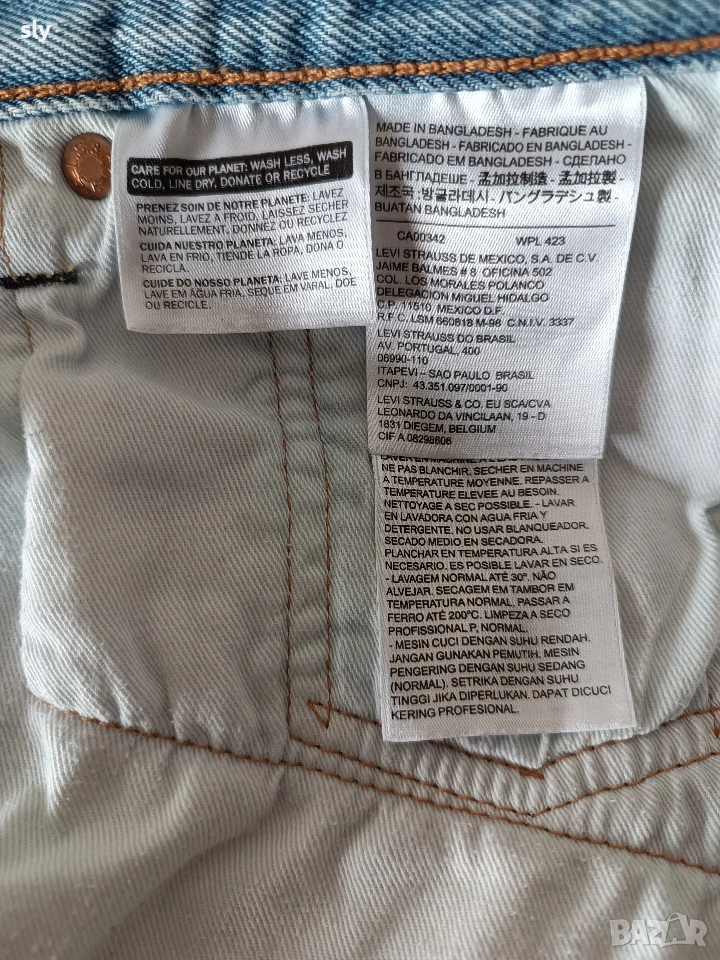 sly
CARE FOR OUR PLANET: WASH LESS, WASH
COLD, LINE DRY, DONATE OR RECYCLE
PRENEZ SOIN DE NOTRE PLANETE: LAVEZ
MOINS, LAVEZ A FROID, LAISSEZ SECHER
NATURELLEMENT, DONNEZ OU RECYCLEZ
CUIDA NUESTRO PLANETA: LAVA MENOS,
LAVA EN FRIO, TIENDE LA ROPA, DONA O
RECICLA.
CUIDE DO NOSSO PLANETA: LAVE MENOS,
LAVE EM ÁGUA FRIA, SEQUE EM VARAL, DOE
OU RECICLE.
MADE IN BANGLADESH - FABRIQUE AU
BANGLADESH - FABRICADO EN BANGLADESH -
FABRICADO EM BANGLADESH - СДЕЛАНО
В БАНГЛАДЕШЕ - 孟加拉制造 - 孟加拉製 -
제조국 : 방글라데시 - バングラデシュ製 -
BUATAN BANGLADESH
CA00342 WPL 423
LEVI STRAUSS DE MEXICO, S.A. DE C.V.
JAIME BALMES # 8 OFICINA 502
COL. LOS MORALES POLANCO
DELEGACION MIGUEL HIDALGO
C.P. 11510 MEXICO D.F.
R.F.C. LSM 660818 M-98 C.N.I.V. 3337
LEVI STRAUSS DO BRASIL
AV. PORTUGAL, 400
06990-110
ITAPEVI – SAO PAULO BRASIL
CNPJ: 43.351.097/0001-90
LEVI STRAUSS & CO. EU SCA/CVA
LEONARDO DA VINCILAAN, 19 - D
1831 DIEGEM, BELGIUM
CIF A 08298606
NE PAS BLANCHIR. SECHER EN MACHINE
A TEMPERATURE MOYENNE. REPASSER A
TEMPERATURE ELEVEE AU BESOIN.
NETTOYAGE A SEC POSSIBLE. - LAVAR
EN LAVADORA CON AGUA FRIA Y
DETERGENTE. NO USAR BLANQUEADOR.
SECADO MEDIO EN SECADORA.
PLANCHAR EN TEMPERATURA ALTA SI ES
NECESARIO. ES POSIBLE LAVAR EN SECO.
- LAVAGEM NORMAL ATÉ 30°. NÃO
ALVEJAR. SECAGEM EM TAMBOR EM
TEMPERATURA NORMAL, PASSAR A
FERRO ATÉ 200°C. LIMPEZA A SECO
PROFISSIONAL P, NORMAL.
- MESIN CUCI DENGAN SUHU RENDAH.
JANGAN GUNAKAN PEMUTIH. MESIN
PENGERING DENGAN SUHU SEDANG
(NORMAL). SETRIKA DENGAN SUHU
TINGGI JIKA DIPERLUKAN. DAPAT DICUCI
KERING PROFESIONAL.
BAZAR